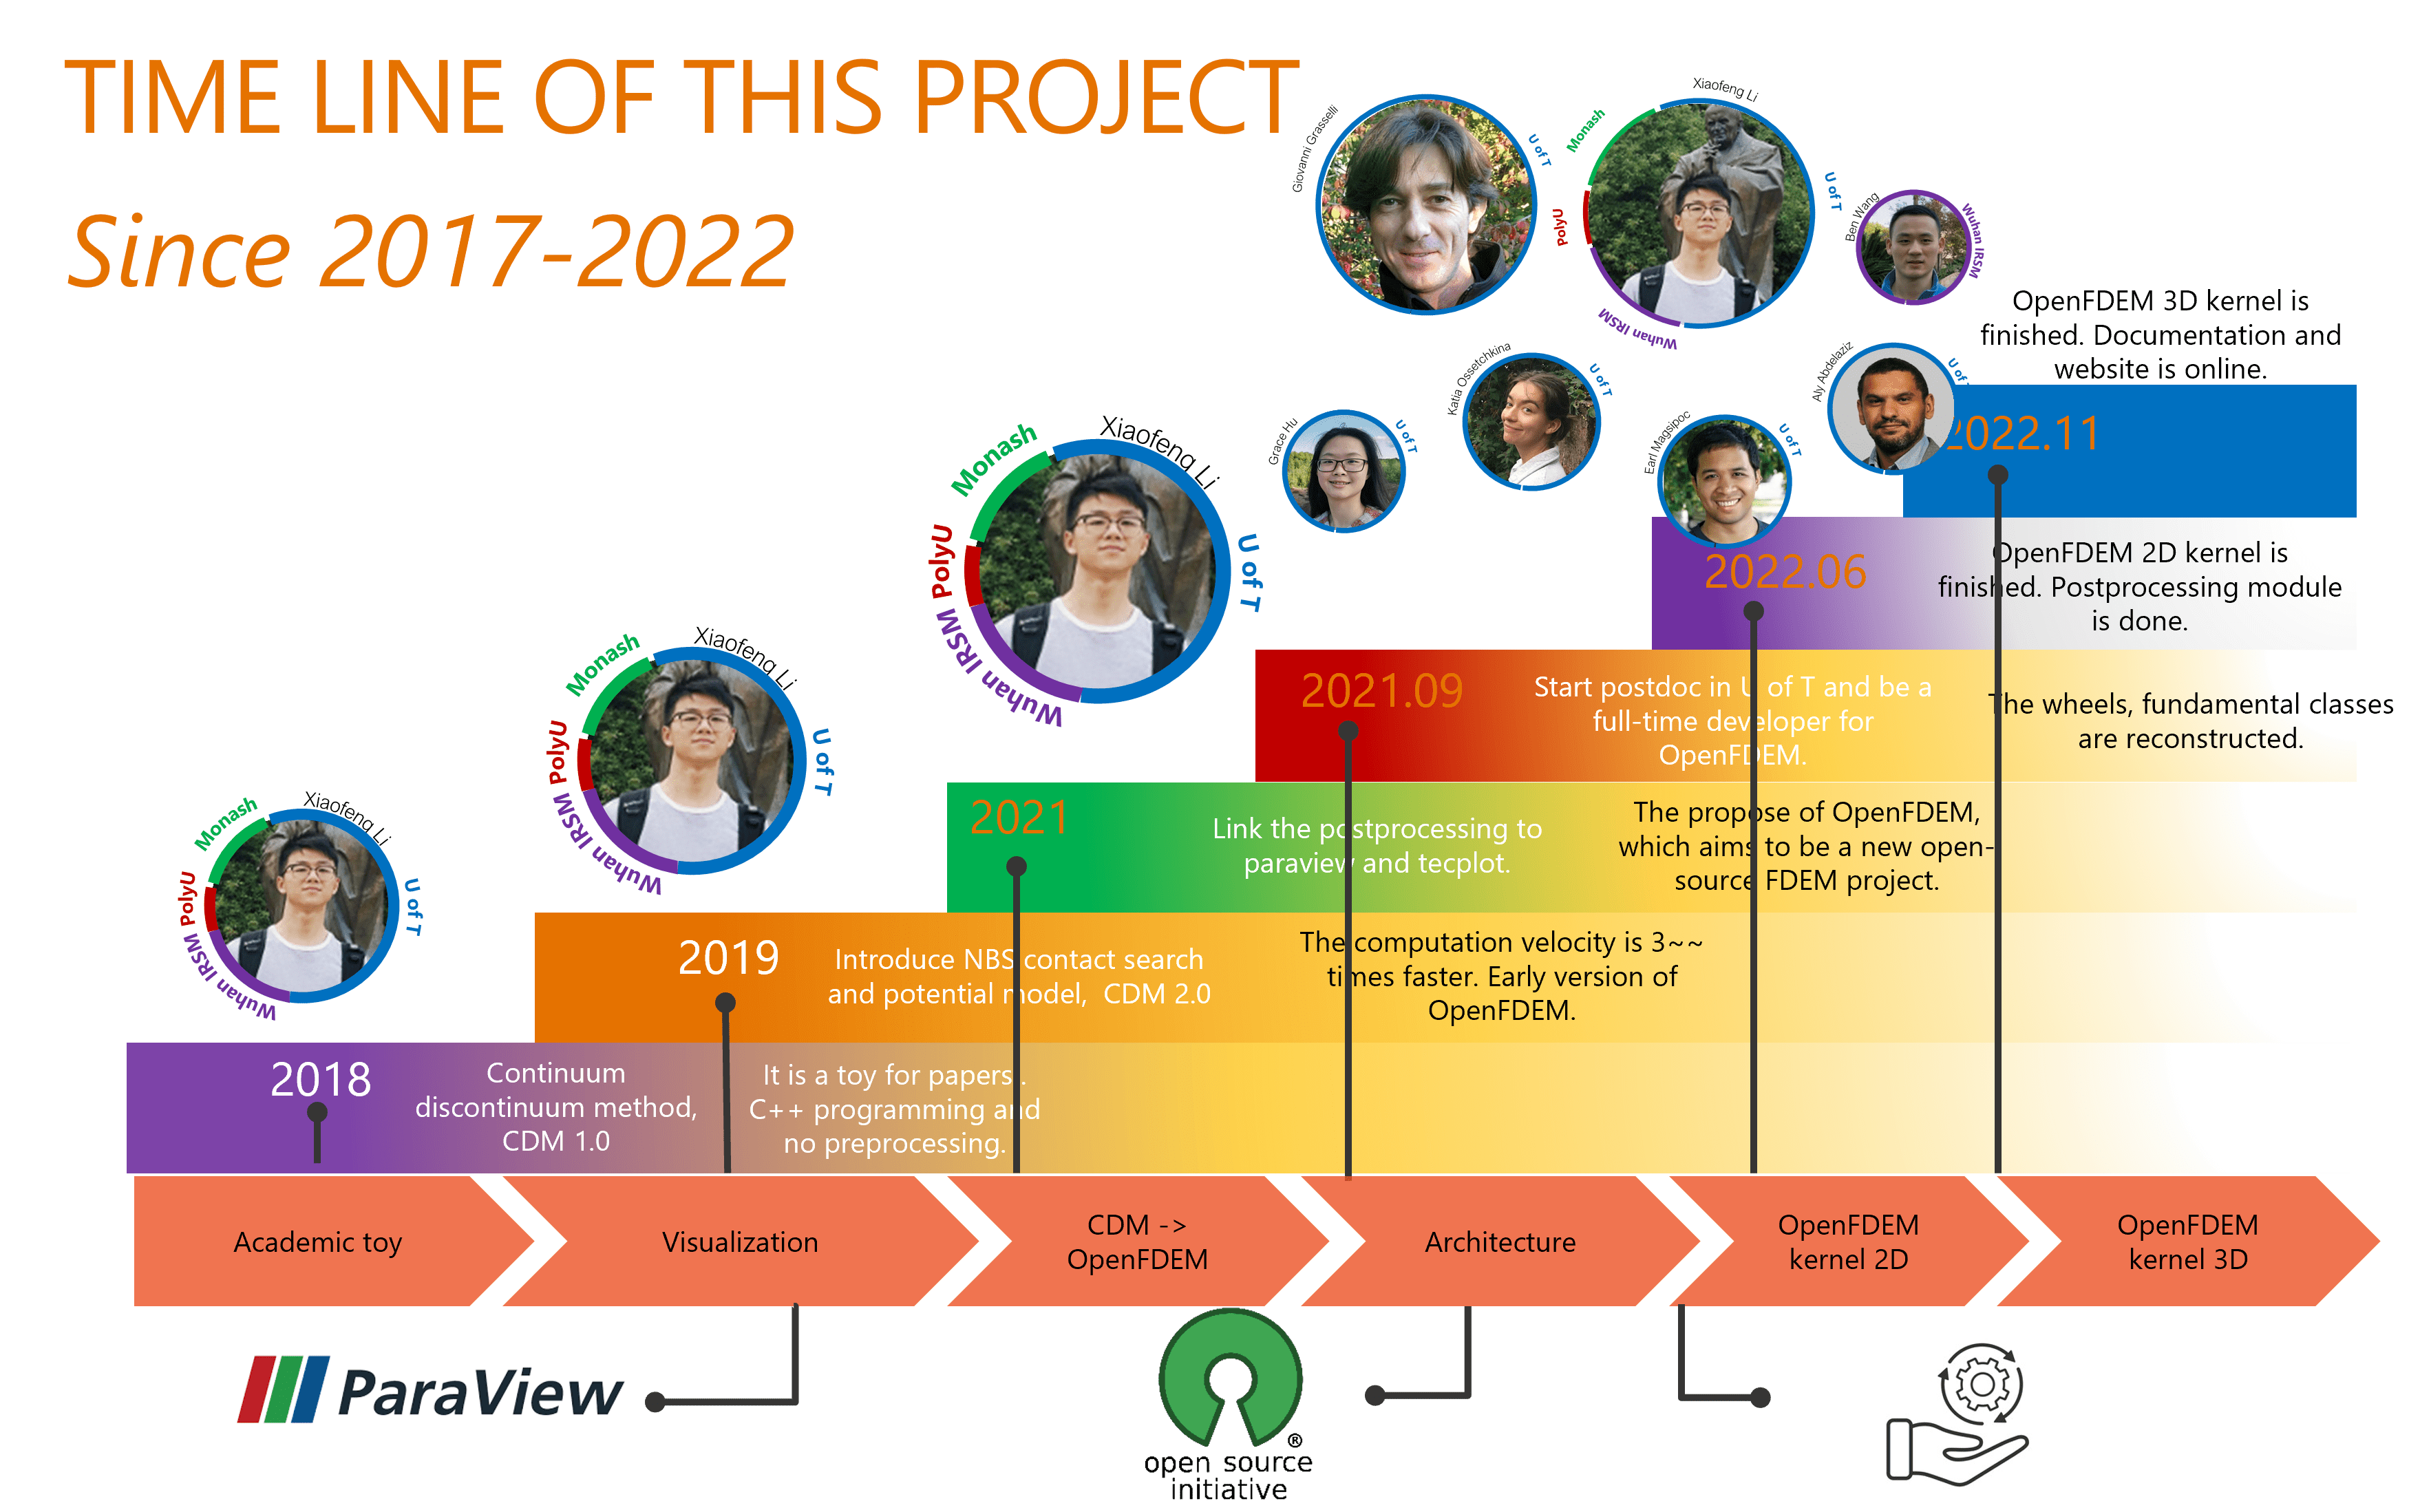 TIME LINE OF THIS PROJECT
Since 2017-2022
Giovanni Grasselli
U of T
Xiaofeng Li
Monash
PolyU
Wuhan IRSM
U of T
Ben Wang
Wuhan IRSM
Grace Hu
U of T
Katia Ossetchkina
U of T
Earl Magsipoc
U of T
Aly Abdelaziz
U of
OpenFDEM 3D kernel is
finished. Documentation and
website is online.
2022.11
2022.06
OpenFDEM 2D kernel is
finished. Postprocessing module
is done.
Xiaofeng Li
Monash
PolyU
Wuhan IRSM
U of T
2021.09
Start postdoc in U of T and be a
full-time developer for
OpenFDEM.
The wheels, fundamental classes
are reconstructed.
Xiaofeng Li
Monash
PolyU
Wuhan IRSM
U of T
2021
Link the postprocessing to
paraview and tecplot.
The propose of OpenFDEM,
which aims to be a new open-
source FDEM project.
Xiaofeng Li
Monash
PolyU
Wuhan IRSM
U of T
2019
Introduce NBS contact search
and potential model, CDM 2.0
The computation velocity is 3~~
times faster. Early version of
OpenFDEM.
2018
Continuum
discontinuum method,
CDM 1.0
It is a toy for papers .
C++ programming and
no preprocessing.
Academic toy
Visualization
CDM ->
OpenFDEM
Architecture
OpenFDEM
kernel 2D
OpenFDEM
kernel 3D
ParaView
®
open source
initiative